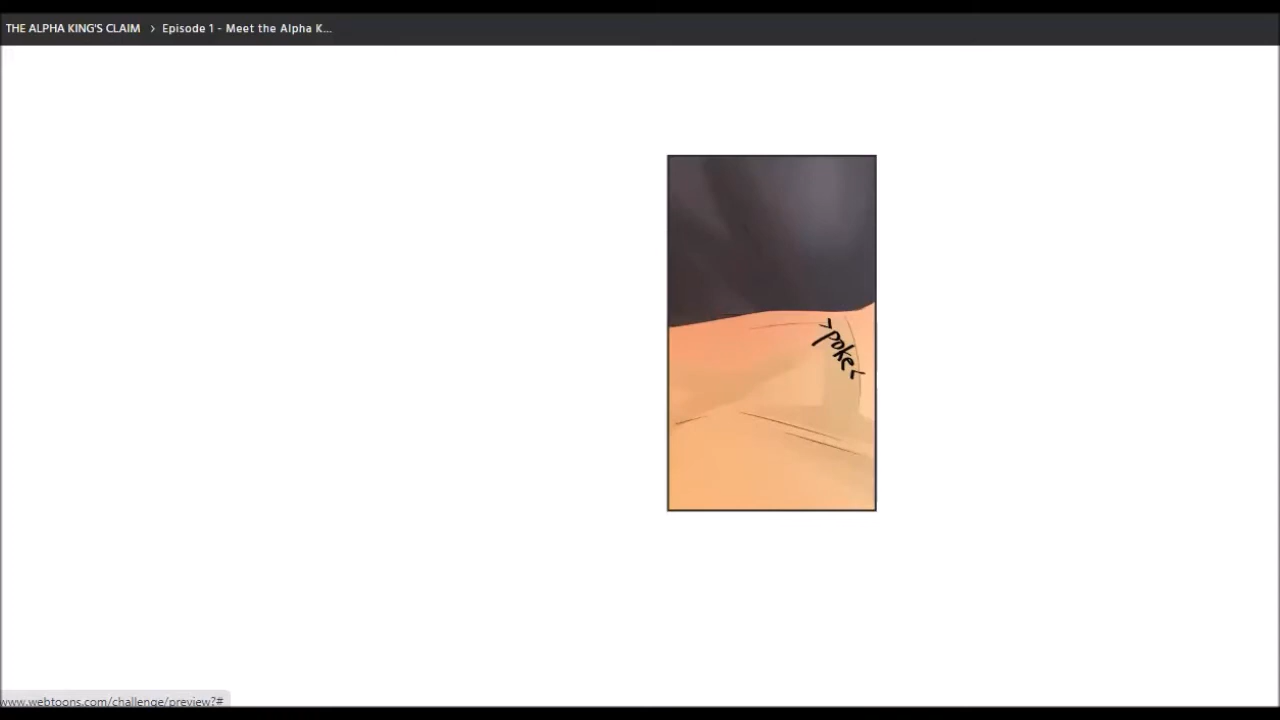 THE ALPHA KING'S CLAIM > Episode 1 - Meet the Alpha K...
poke
www.webtoons.com/challenge/preview?#